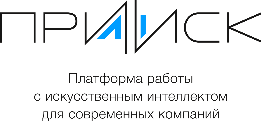 ПРИИСК
Платформа работы
с искусственным интеллектом
для современных компаний